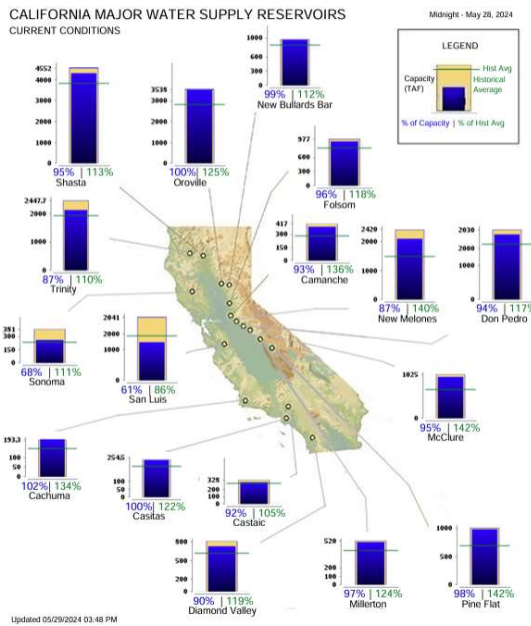 CALIFORNIA MAJOR WATER SUPPLY RESERVOIRS
Midnight - May 28, 2024
CURRENT CONDITIONS
LEGEND
Capacity
(TAF)
Hist Avg
Historical
Average
% of Capacity | % of Hist Avg
4552
4000
3000
2000
1000
0
95% | 113%
Shasta
3538
3000
2000
1000
0
100% | 125%
Oroville
1000
600
300
0
99% | 112%
New Bullards Bar
977
600
300
0
96% | 118%
Folsom
2447.7
2000
1000
0
87% | 110%
Trinity
417
300
150
0
93% | 136%
Camanche
2420
2000
1000
0
87% | 140%
New Melones
2030
2000
1000
0
94% | 117%
Don Pedro
381
300
150
0
68% | 111%
Sonoma
2041
2000
1000
0
61% | 86%
San Luis
1025
500
0
95% | 142%
McClure
193.3
100
50
0
102% | 134%
Cachuma
254.5
100
50
0
100% | 122%
Casitas
325
200
100
0
92% | 105%
Castaic
800
500
200
0
90% | 119%
Diamond Valley
520
200
100
0
97% | 124%
Millerton
1000
500
0
98% | 142%
Pine Flat
Updated 05/29/2024 03:48 PM